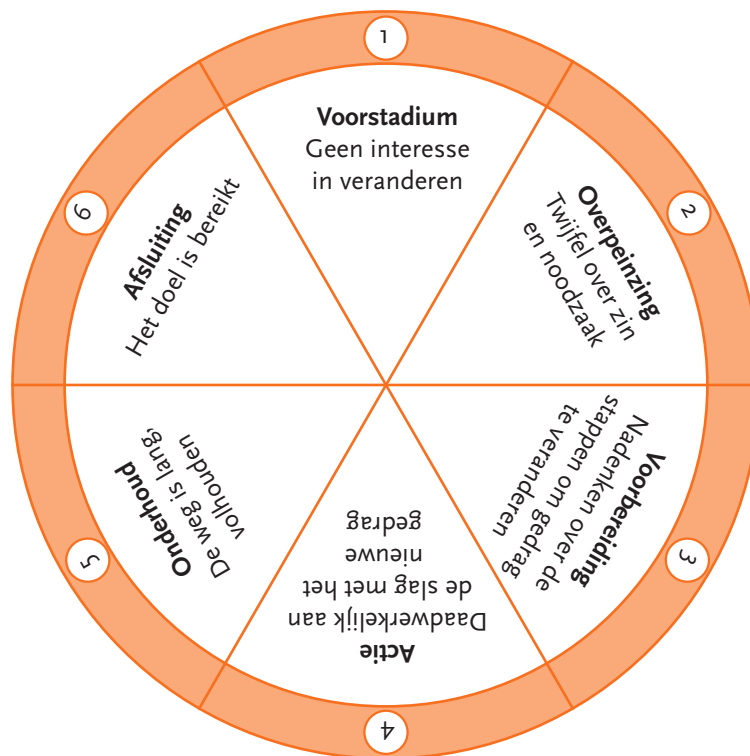 1
Voorstadium
Geen interesse
in veranderen
2
Overpeinzing
Twijfel over zin
en noodzaak
3
Voorbereiding
Nadenken over de
stappen om gedrag
te veranderen
4
Actie
Daadwerkelijk aan
de slag met het
nieuwe
gedrag
5
Onderhoud
De weg is lang,
volhouden
6
Afsluiting
Het doel is bereikt